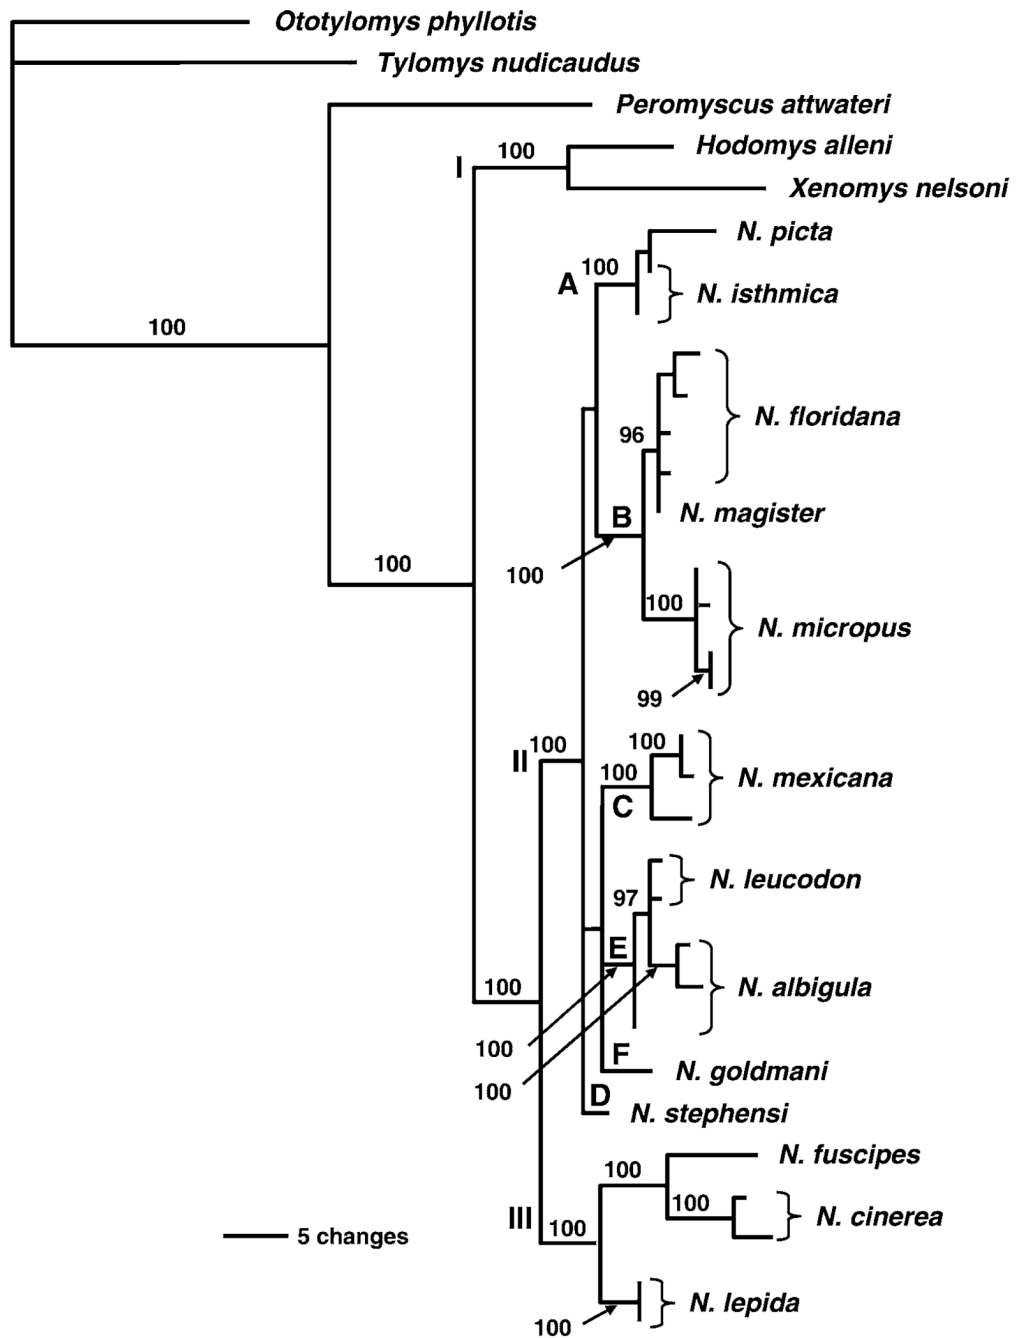 Ototylomys phyllotis
Tylomys nudicaudus
Peromyscus attwateri
Hodomys alleni
100
I
Xenomys nelsoni
N. picta
100
A
N. isthmica
100
N. floridana
96
N. magister
B
100
100
100
N. micropus
99
100
II
100
N. mexicana
100
C
N. leucodon
97
E
N. albigula
100
100
F
N. goldmani
100
D
N. stephensi
N. fuscipes
100
100
N. cinerea
III
100
5 changes
N. lepida
100